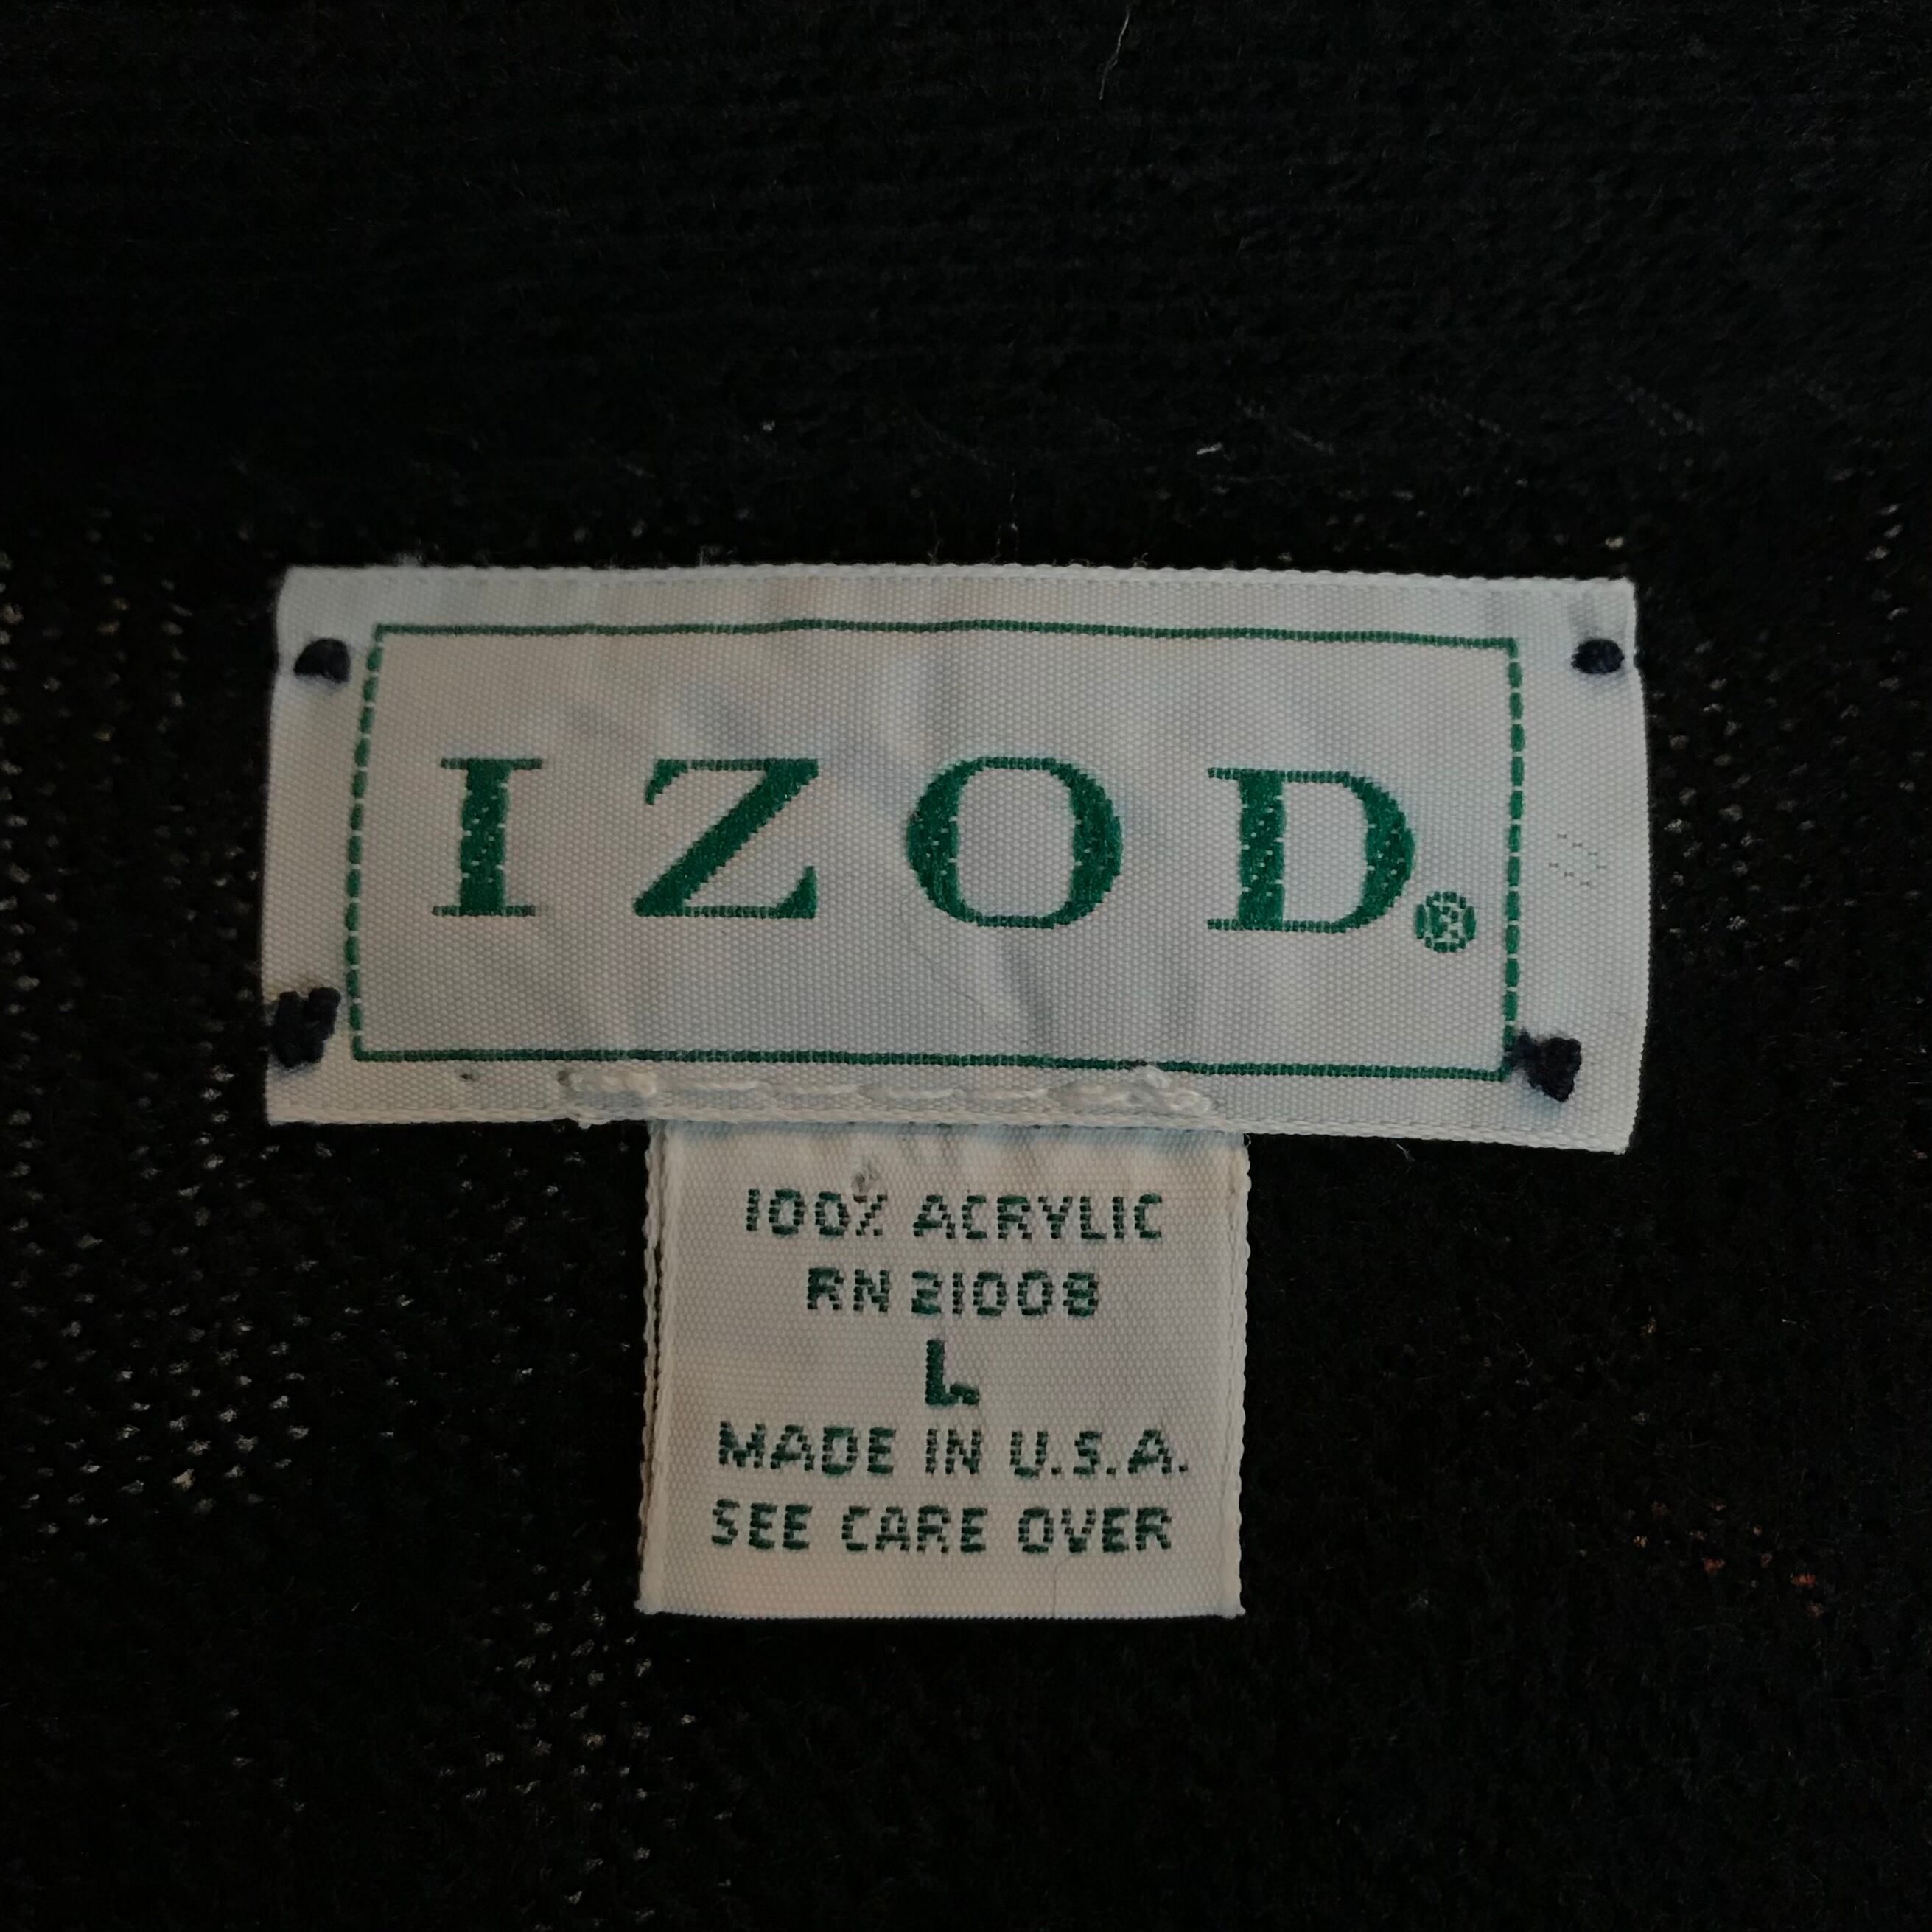 IZOD®
100% ACRYLIC
RN 21008
L
MADE IN U.S.A.
SEE CARE OVER